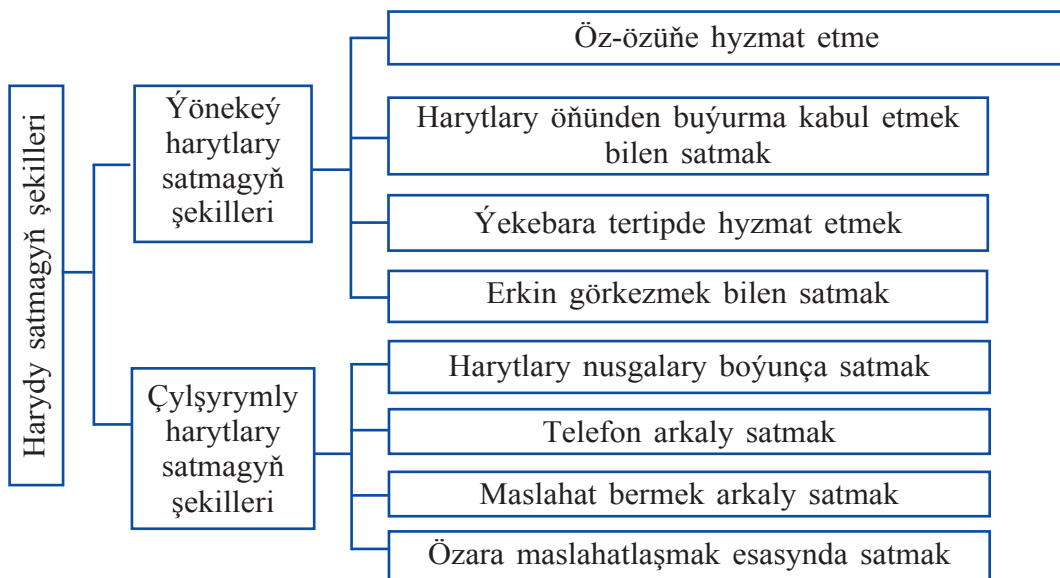 Harydy satmagyň şekilleri
Ýönekeý
harytlary
satmagyň
şekilleri
Öz-özüňe hyzmat etme
Harytlary öňünden buýurma kabul etmek
bilen satmak
Ýekebara tertipde hyzmat etmek
Erkin görkezmek bilen satmak
Çylşyrymly
harytlary
satmagyň
şekilleri
Harytlary nusgalary boýunça satmak
Telefon arkaly satmak
Maslahat bermek arkaly satmak
Özara maslahatlaşmak esasynda satmak